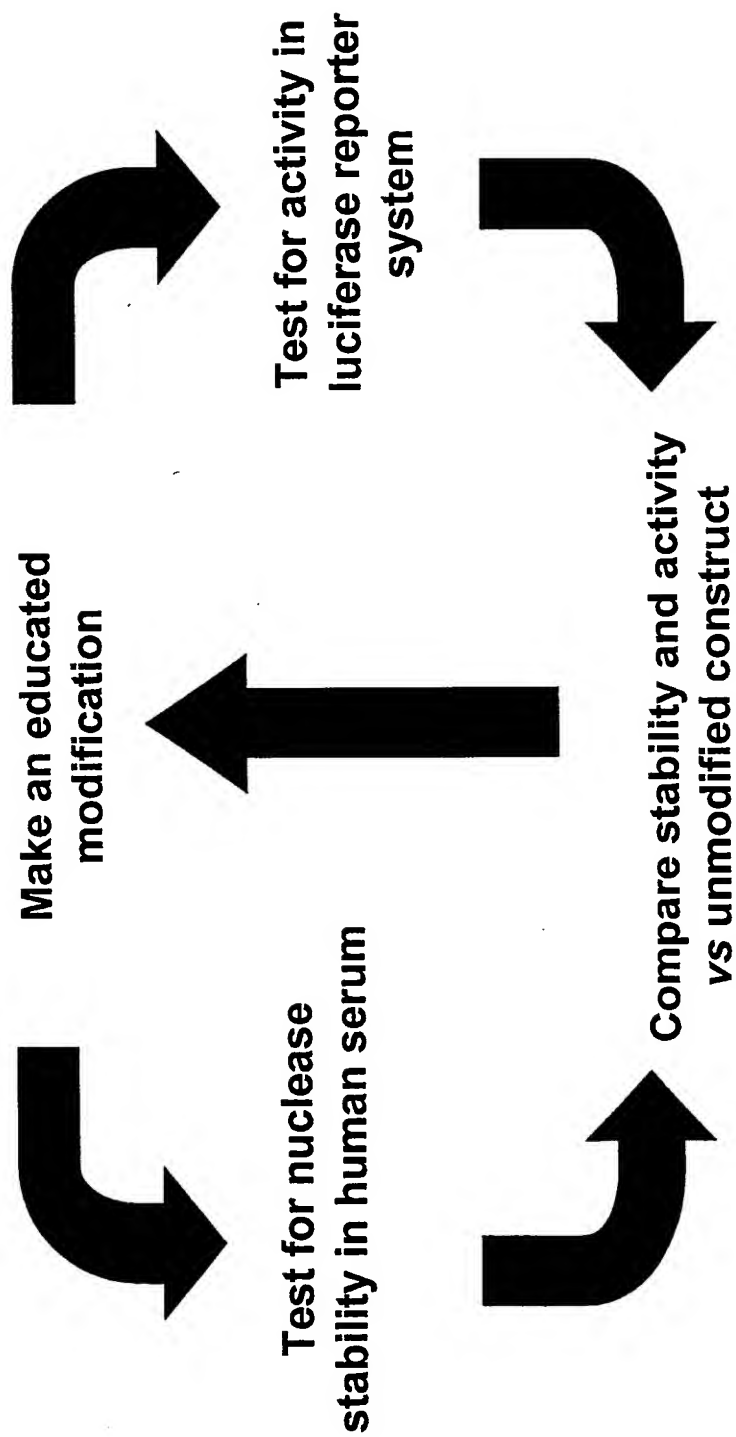 Make an educated
modification
Test for nuclease
stability in human serum
Test for activity in
luciferase reporter
system
Compare stability and activity
vs unmodified construct